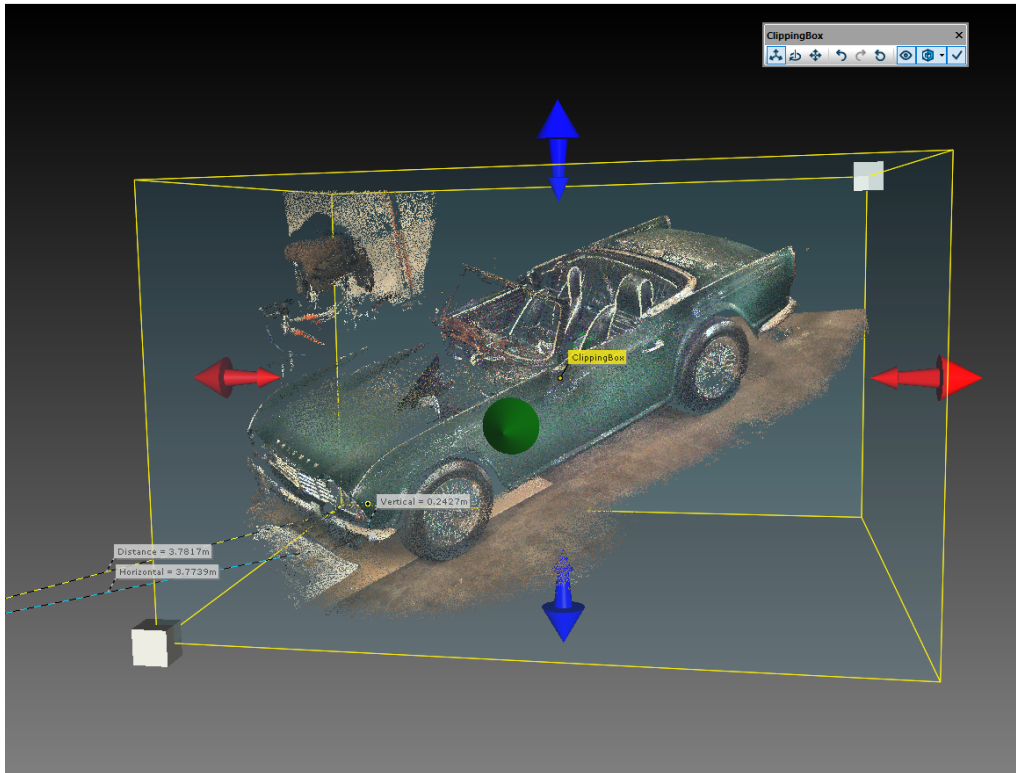 ClippingBox
ClippingBox
Vertical = 0.2427m
Distance = 3.7817m
Horizontal = 3.7739m